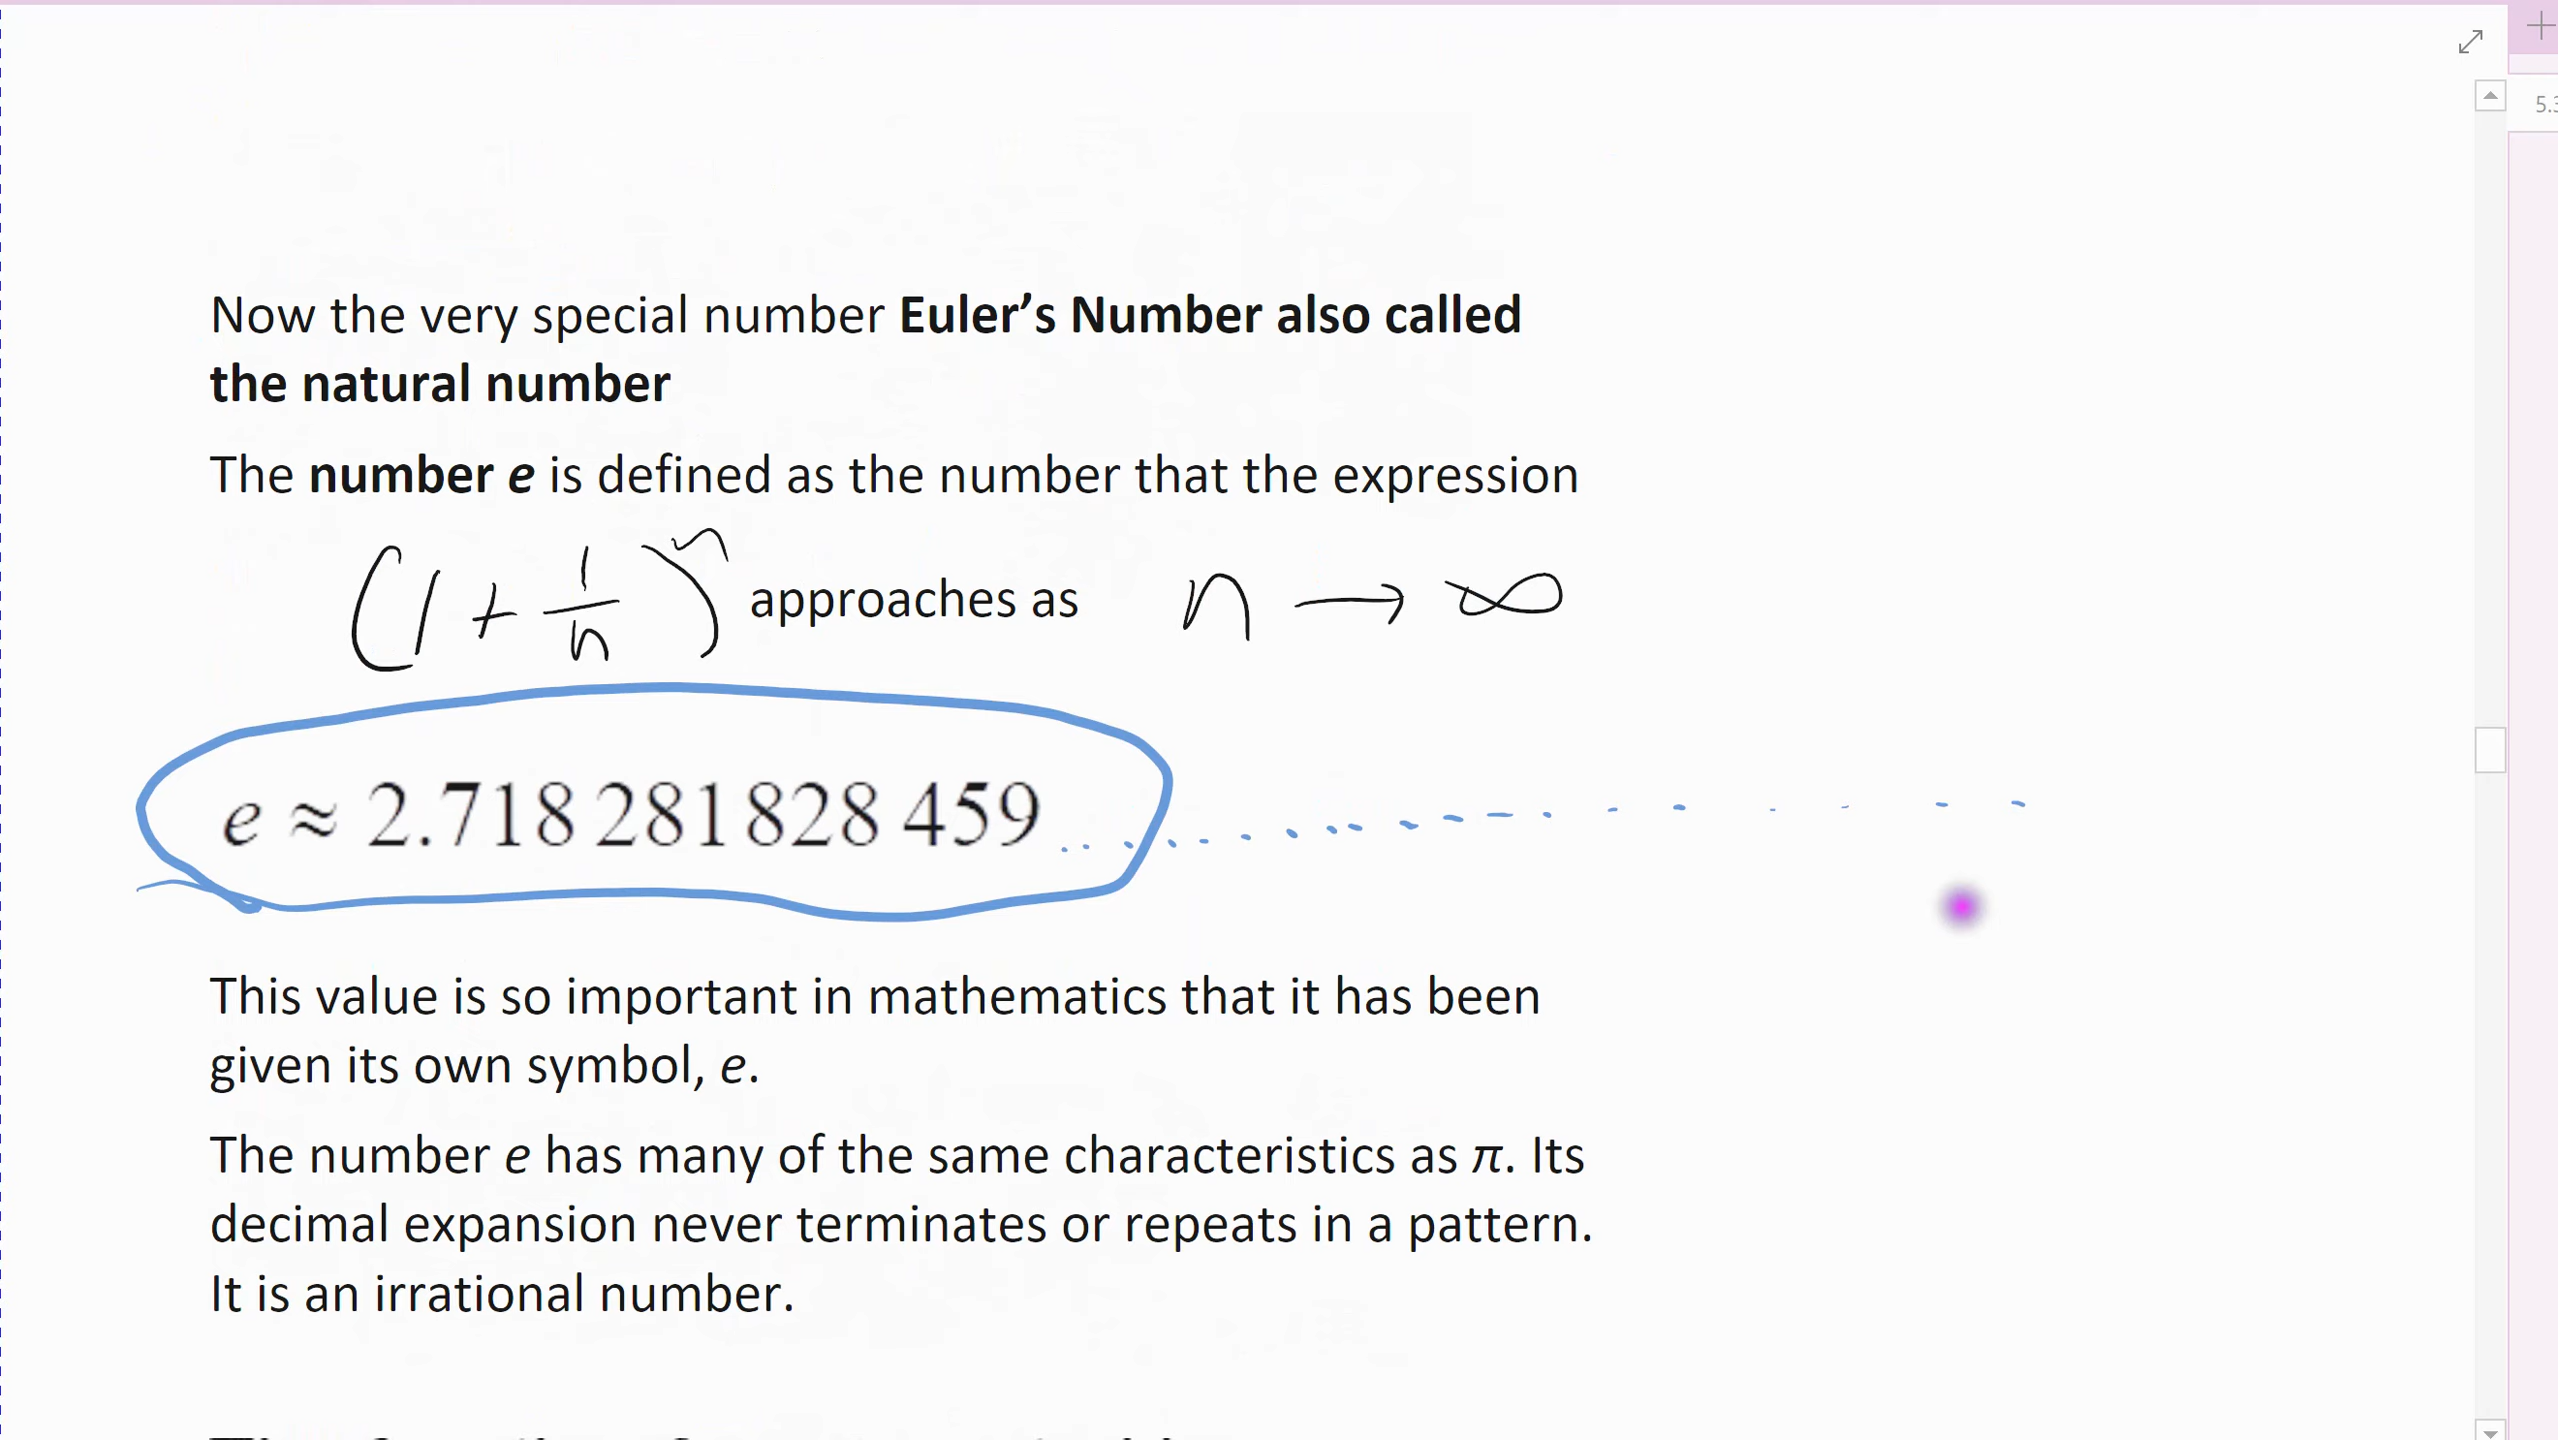 5.3
Now the very special number Euler’s Number also called
the natural number
The number e is defined as the number that the expression
(1 + 1/n)^n approaches as n → ∞
e ≈ 2.718 281 828 459 . . . . . . . . . . . . . . . . . .
This value is so important in mathematics that it has been
given its own symbol, e.
The number e has many of the same characteristics as π. Its
decimal expansion never terminates or repeats in a pattern.
It is an irrational number.